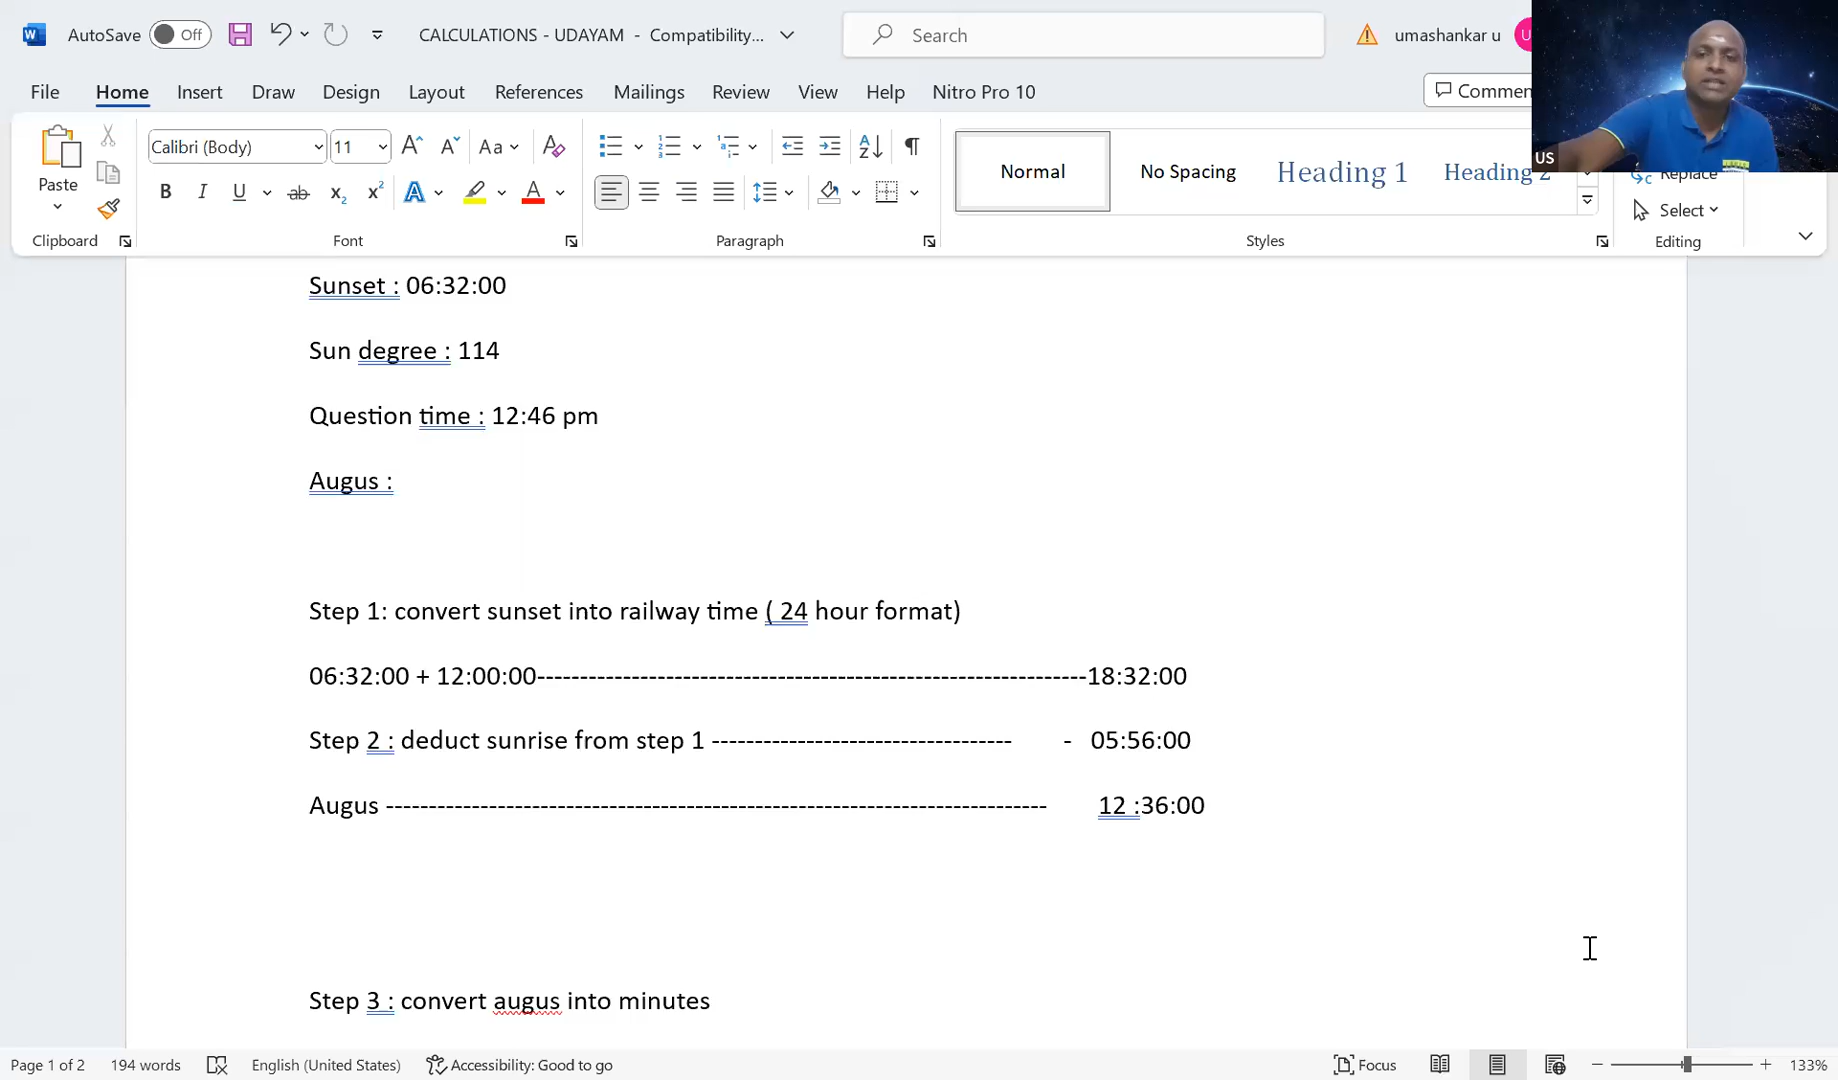 AutoSave Off CALCULATIONS - UDAYAM - Compatibility... Search umashankar u U
File Home Insert Draw Design Layout References Mailings Review View Help Nitro Pro 10 Commen
US
Paste Calibri (Body) 11 Aa Normal No Spacing Heading 1 Heading 2 Replace
B I U ab x2 x2 A A Select
Clipboard Font Paragraph Styles Editing
Sunset : 06:32:00
Sun degree : 114
Question time : 12:46 pm
Augus :
Step 1: convert sunset into railway time ( 24 hour format)
06:32:00 + 12:00:00----------------------------------------------------------------18:32:00
Step 2 : deduct sunrise from step 1 ----------------------------------- - 05:56:00
Augus ----------------------------------------------------------------------------- 12 :36:00
Step 3 : convert augus into minutes
Page 1 of 2 194 words English (United States) Accessibility: Good to go Focus 133%